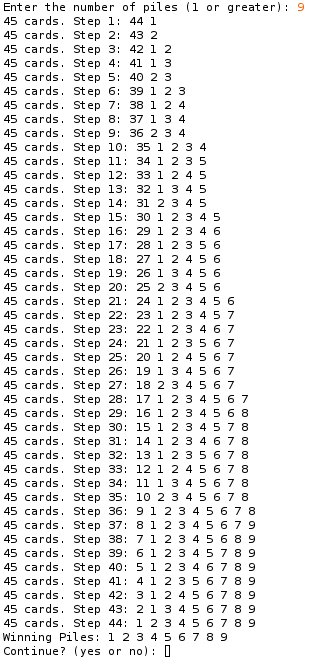 Enter the number of piles (1 or greater): 9
45 cards. Step 1: 44 1
45 cards. Step 2: 43 2
45 cards. Step 3: 42 1 2
45 cards. Step 4: 41 1 3
45 cards. Step 5: 40 2 3
45 cards. Step 6: 39 1 2 3
45 cards. Step 7: 38 1 2 4
45 cards. Step 8: 37 1 3 4
45 cards. Step 9: 36 2 3 4
45 cards. Step 10: 35 1 2 3 4
45 cards. Step 11: 34 1 2 3 5
45 cards. Step 12: 33 1 2 4 5
45 cards. Step 13: 32 1 3 4 5
45 cards. Step 14: 31 2 3 4 5
45 cards. Step 15: 30 1 2 3 4 5
45 cards. Step 16: 29 1 2 3 4 6
45 cards. Step 17: 28 1 2 3 5 6
45 cards. Step 18: 27 1 2 4 5 6
45 cards. Step 19: 26 1 3 4 5 6
45 cards. Step 20: 25 2 3 4 5 6
45 cards. Step 21: 24 1 2 3 4 5 6
45 cards. Step 22: 23 1 2 3 4 5 7
45 cards. Step 23: 22 1 2 3 4 6 7
45 cards. Step 24: 21 1 2 3 5 6 7
45 cards. Step 25: 20 1 2 4 5 6 7
45 cards. Step 26: 19 1 3 4 5 6 7
45 cards. Step 27: 18 2 3 4 5 6 7
45 cards. Step 28: 17 1 2 3 4 5 6 7
45 cards. Step 29: 16 1 2 3 4 5 6 8
45 cards. Step 30: 15 1 2 3 4 5 7 8
45 cards. Step 31: 14 1 2 3 4 6 7 8
45 cards. Step 32: 13 1 2 3 5 6 7 8
45 cards. Step 33: 12 1 2 4 5 6 7 8
45 cards. Step 34: 11 1 3 4 5 6 7 8
45 cards. Step 35: 10 2 3 4 5 6 7 8
45 cards. Step 36: 9 1 2 3 4 5 6 7 8
45 cards. Step 37: 8 1 2 3 4 5 6 7 9
45 cards. Step 38: 7 1 2 3 4 5 6 8 9
45 cards. Step 39: 6 1 2 3 4 5 7 8 9
45 cards. Step 40: 5 1 2 3 4 6 7 8 9
45 cards. Step 41: 4 1 2 3 5 6 7 8 9
45 cards. Step 42: 3 1 2 4 5 6 7 8 9
45 cards. Step 43: 2 1 3 4 5 6 7 8 9
45 cards. Step 44: 1 2 3 4 5 6 7 8 9
Winning Piles: 1 2 3 4 5 6 7 8 9
Continue? (yes or no):